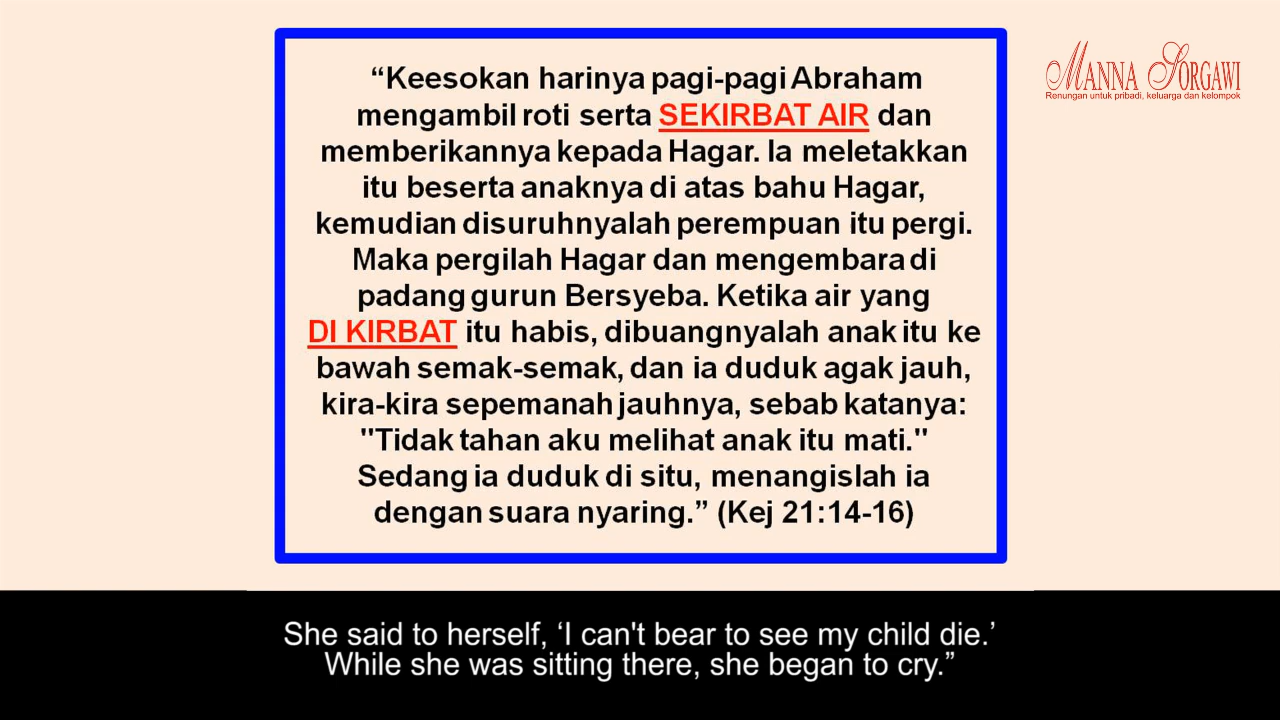 “Keesokan harinya pagi-pagi Abraham
mengambil roti serta SEKIRBAT AIR dan
memberikannya kepada Hagar. Ia meletakkan
itu beserta anaknya di atas bahu Hagar,
kemudian disuruhnyalah perempuan itu pergi.
Maka pergilah Hagar dan mengembara di
padang gurun Bersyeba. Ketika air yang
DI KIRBAT itu habis, dibuangnyalah anak itu ke
bawah semak-semak, dan ia duduk agak jauh,
kira-kira sepemanah jauhnya, sebab katanya:
"Tidak tahan aku melihat anak itu mati."
Sedang ia duduk di situ, menangislah ia
dengan suara nyaring.” (Kej 21:14-16)
MANNA SORGAWI
Renungan untuk pribadi, keluarga dan kelompok
She said to herself, ‘I can't bear to see my child die.’
While she was sitting there, she began to cry.”